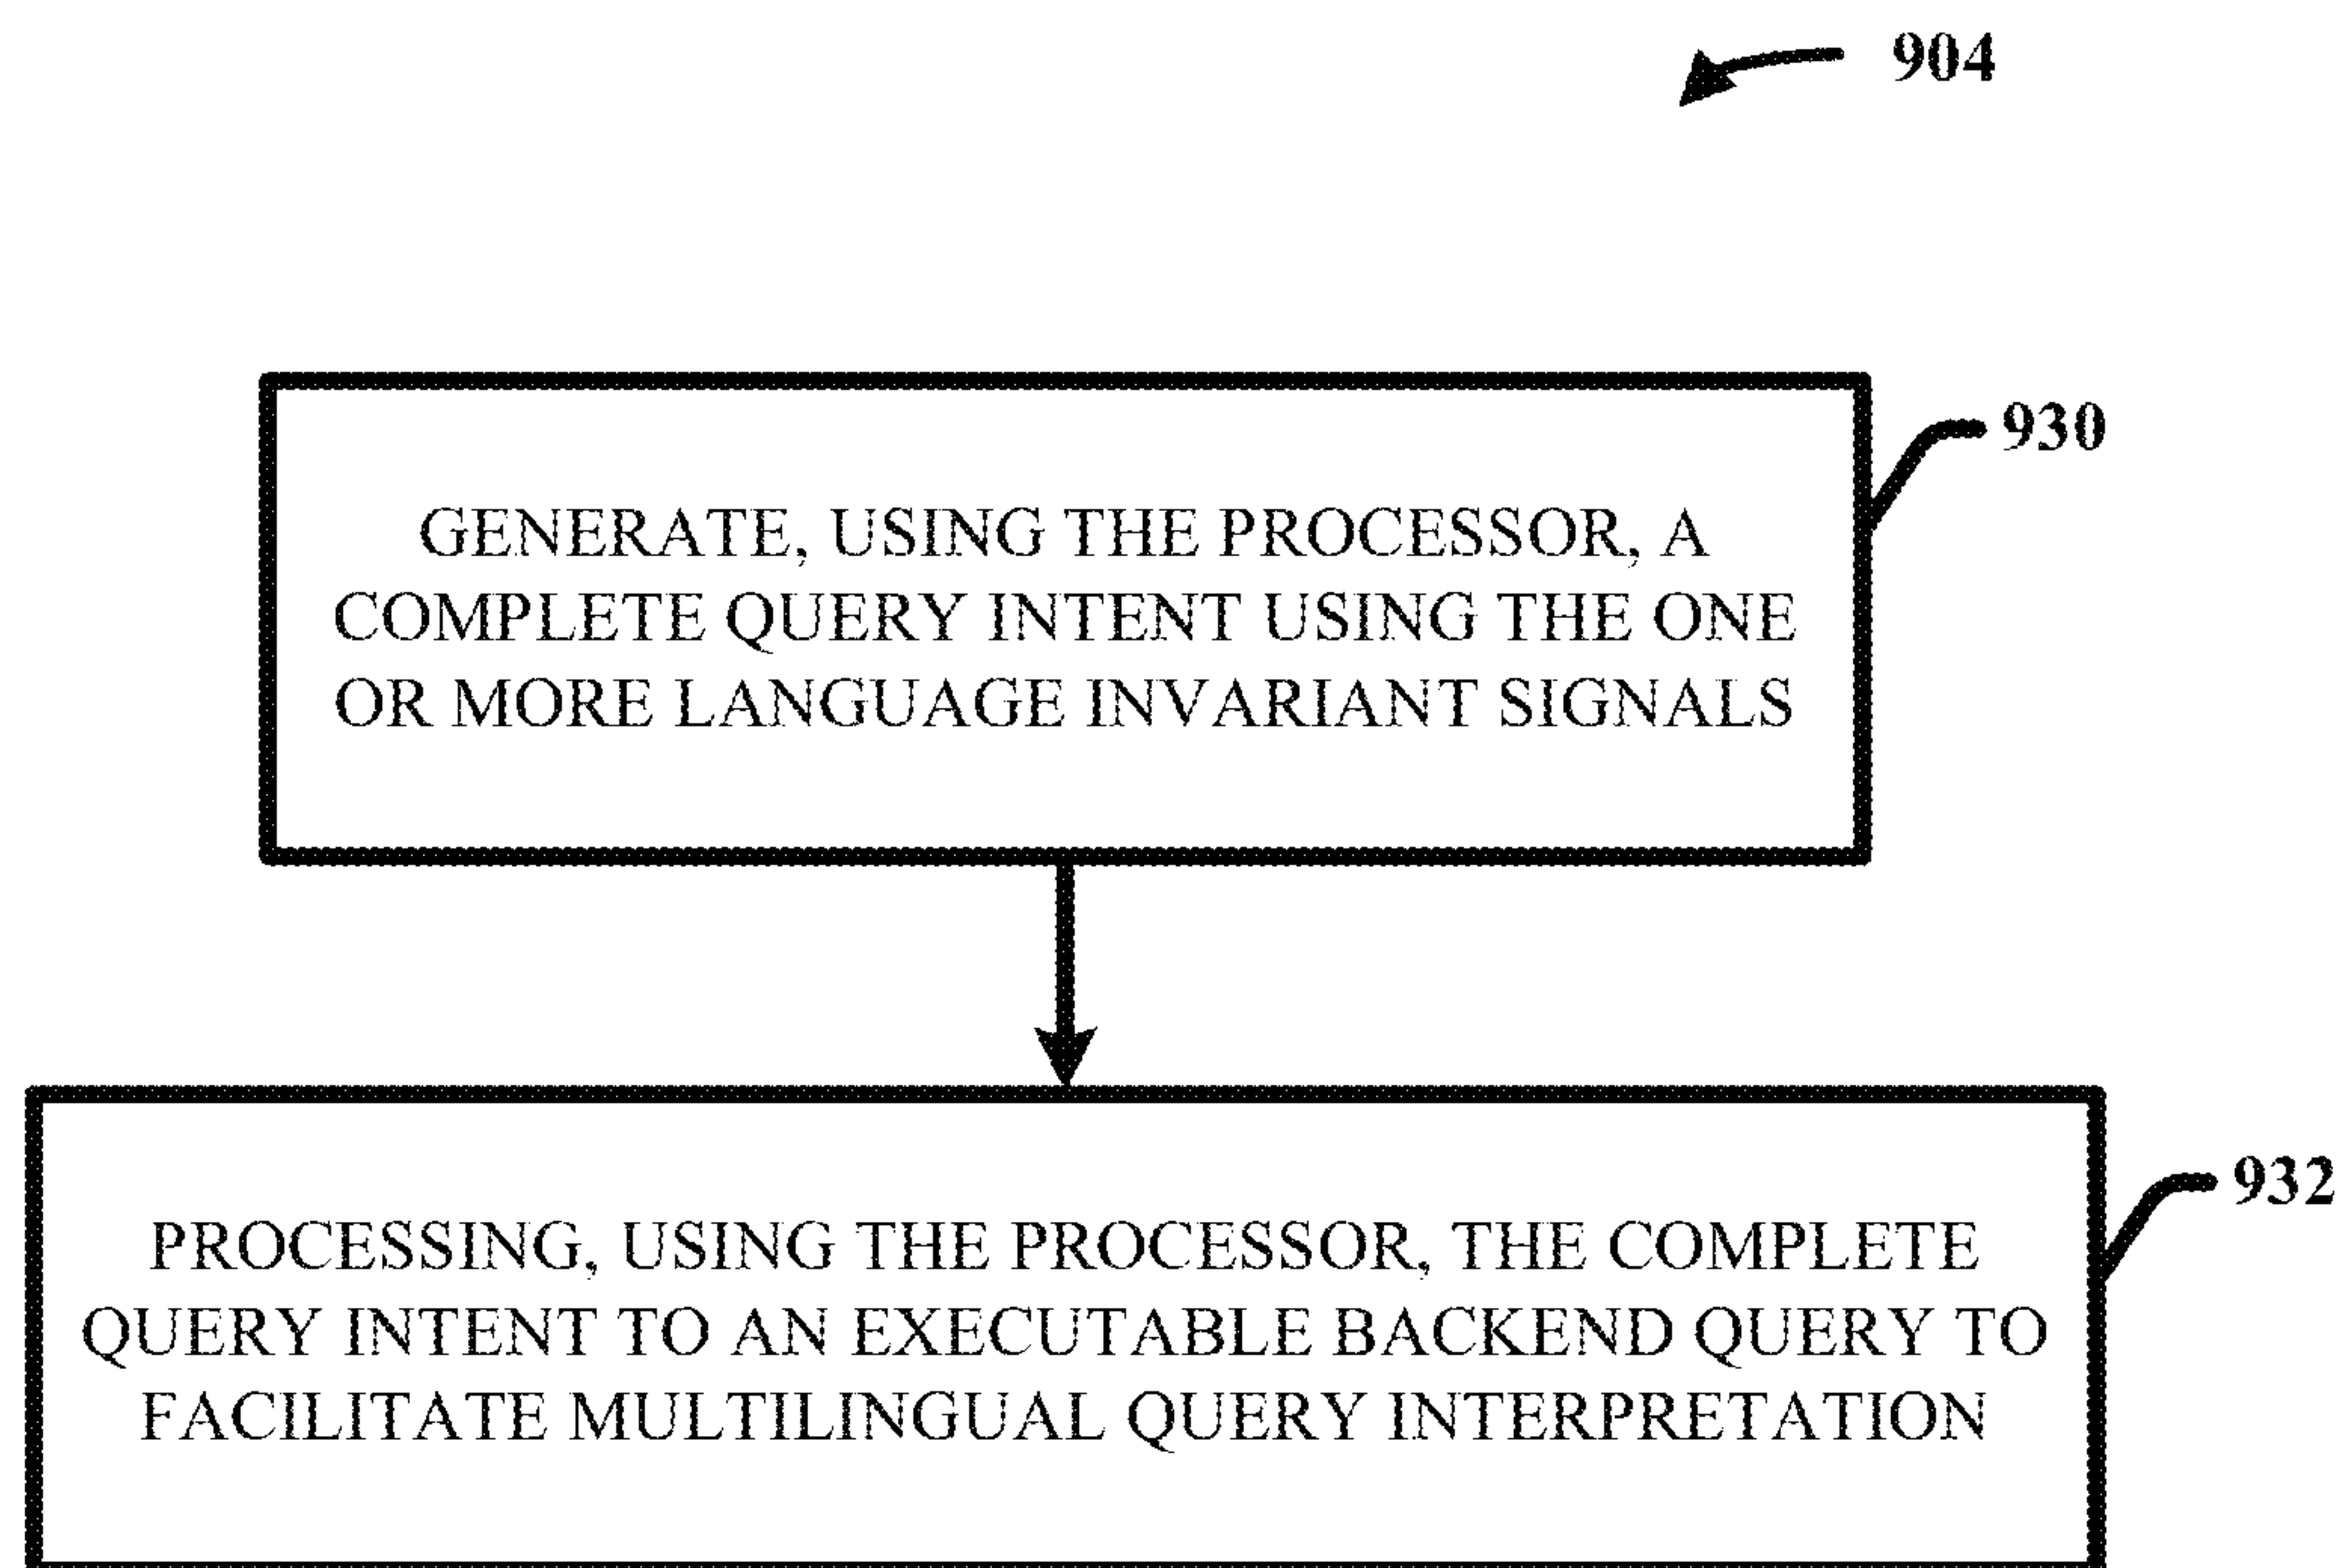 904
930
GENERATE, USING THE PROCESSOR, A
COMPLETE QUERY INTENT USING THE ONE
OR MORE LANGUAGE INVARIANT SIGNALS
932
PROCESSING, USING THE PROCESSOR, THE COMPLETE
QUERY INTENT TO AN EXECUTABLE BACKEND QUERY TO
FACILITATE MULTILINGUAL QUERY INTERPRETATION